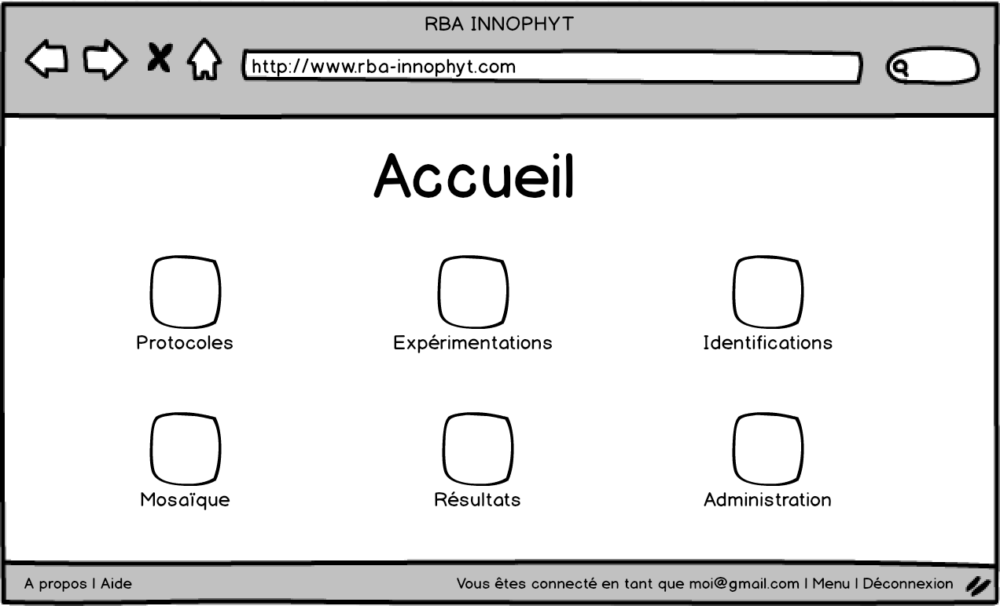 RBA INNOPHYT
http://www.rba-innophyt.com
Accueil
Protocoles Expérimentations Identifications
Mosaïque Résultats Administration
A propos | Aide Vous êtes connecté en tant que moi@gmail.com | Menu | Déconnexion